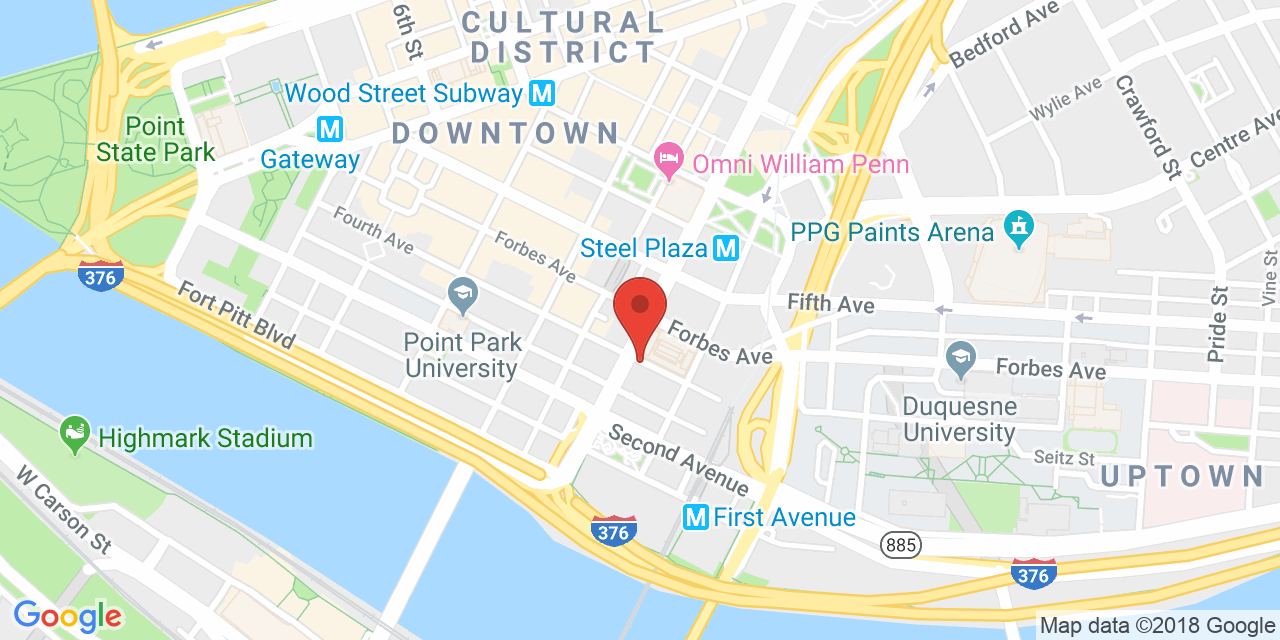 CULTURAL
DISTRICT
6th St
Bedford Ave
Wood Street Subway M
Wylie Ave
Crawford St
Centre Ave
Point
State Park
M
Gateway
DOWNTOWN
Omni William Penn
Fourth Ave
Forbes Ave
Steel Plaza M
PPG Paints Arena
376
Fort Pitt Blvd
Fifth Ave
Vine St
Pride St
Point Park
University
Forbes Ave
Forbes Ave
Duquesne
University
Highmark Stadium
Second Avenue
Seitz St
UPTOWN
W Carson St
M First Avenue
376
885
376
Google
Map data ©2018 Google